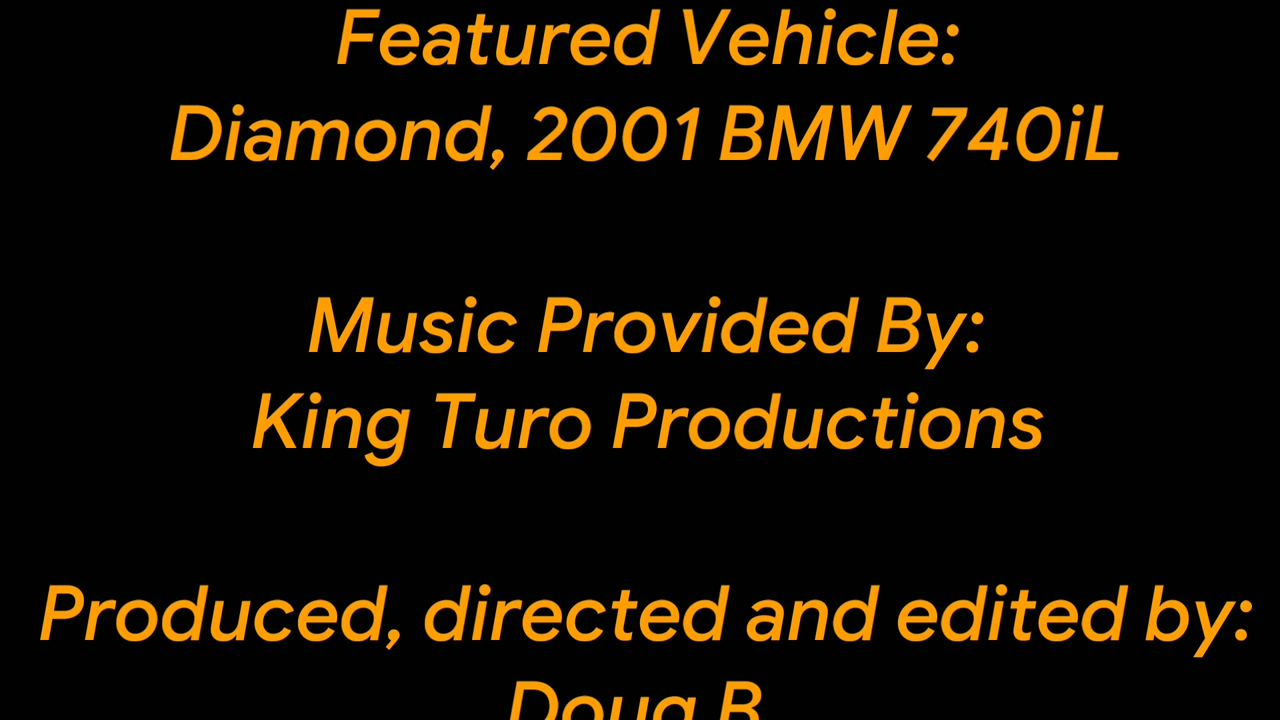 Featured Vehicle:
Diamond, 2001 BMW 740iL
Music Provided By:
King Turo Productions
Produced, directed and edited by:
Doug B